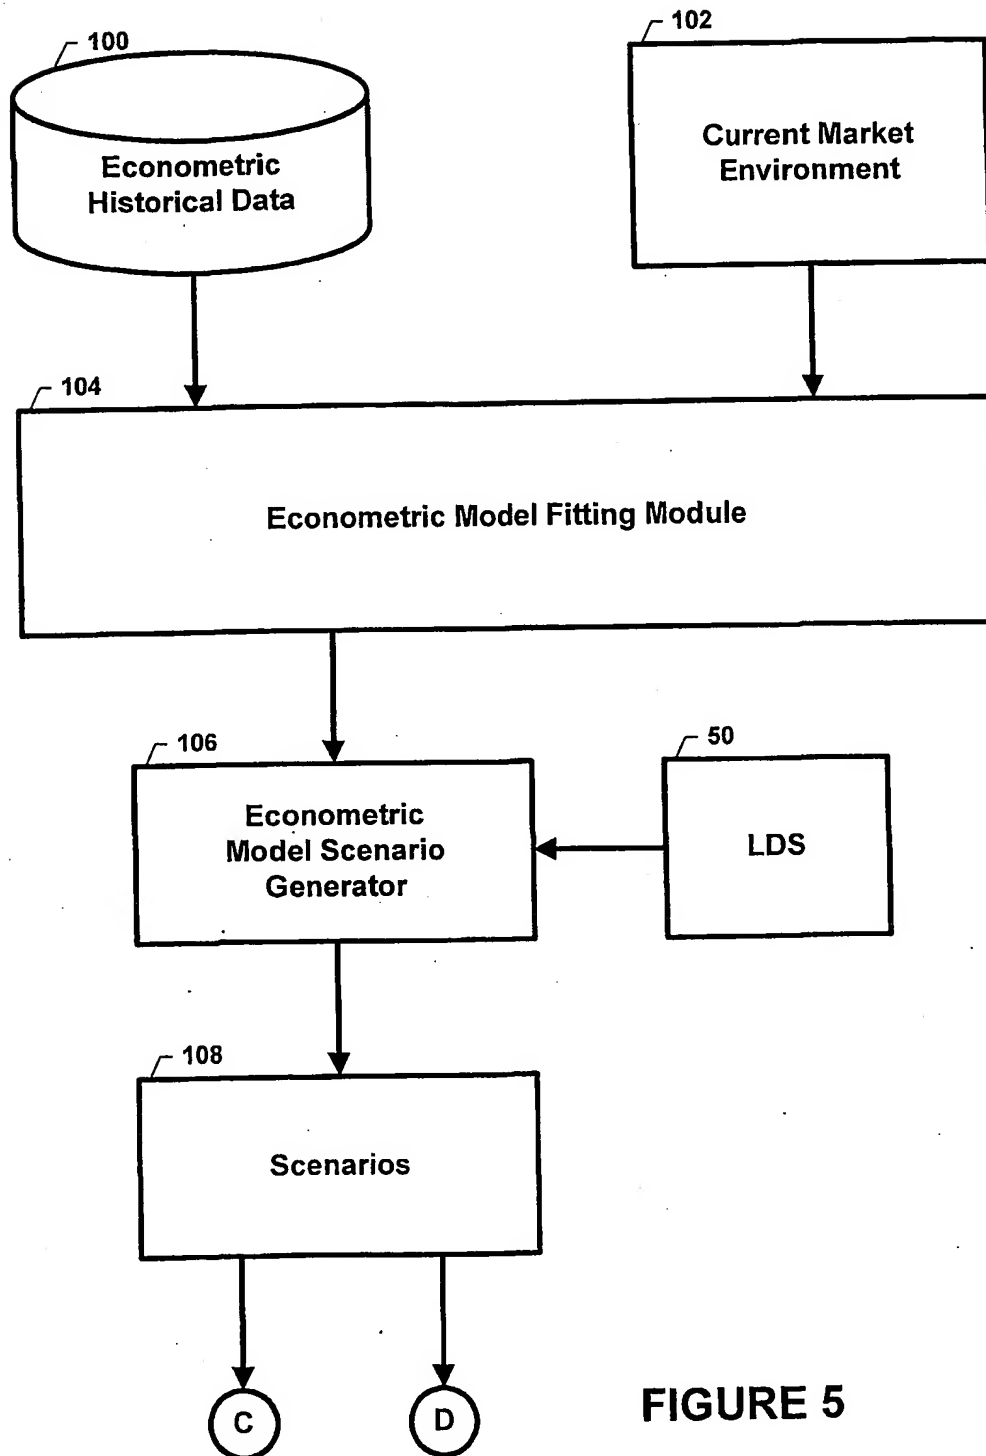 100
102
Econometric
Historical Data
Current Market
Environment
104
Econometric Model Fitting Module
106
50
Econometric
Model Scenario
Generator
LDS
108
Scenarios
C
D
FIGURE 5